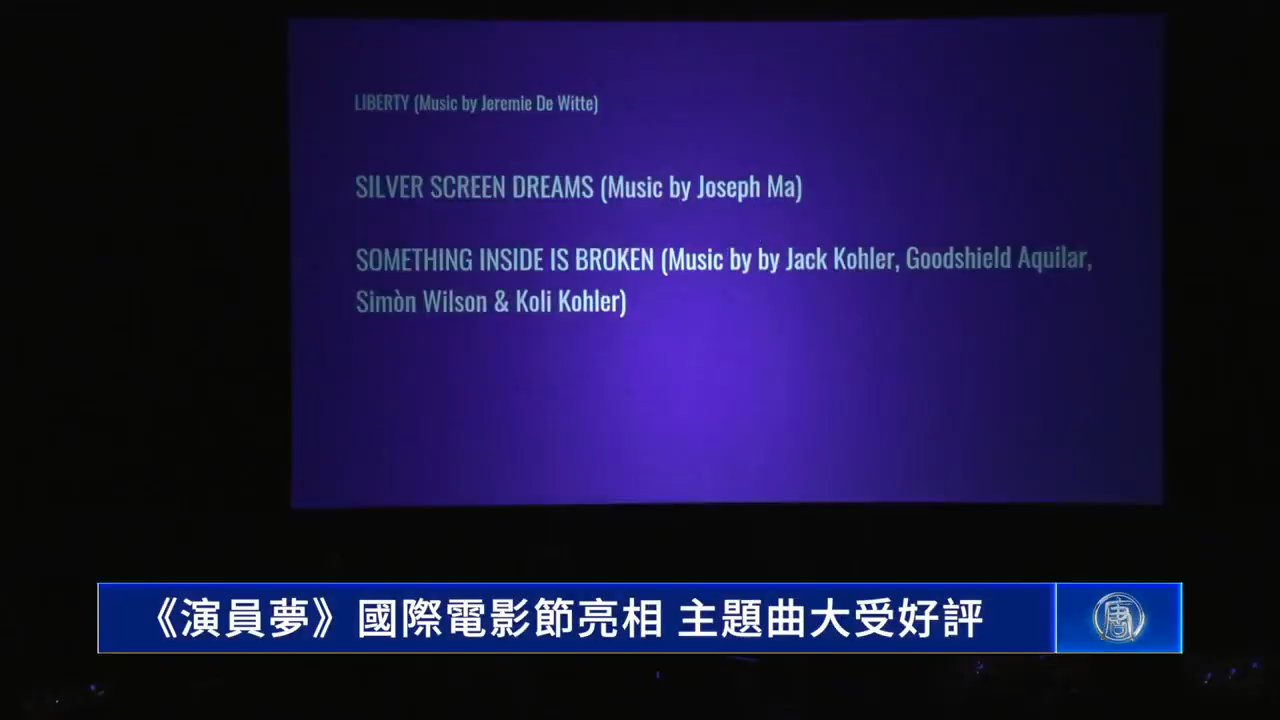 LIBERTY (Music by Jeremie De Witte)
SILVER SCREEN DREAMS (Music by Joseph Ma)
SOMETHING INSIDE IS BROKEN (Music by by Jack Kohler, Goodshield Aquilar,
Simòn Wilson & Koli Kohler)
《演員夢》國際電影節亮相 主題曲大受好評
唐